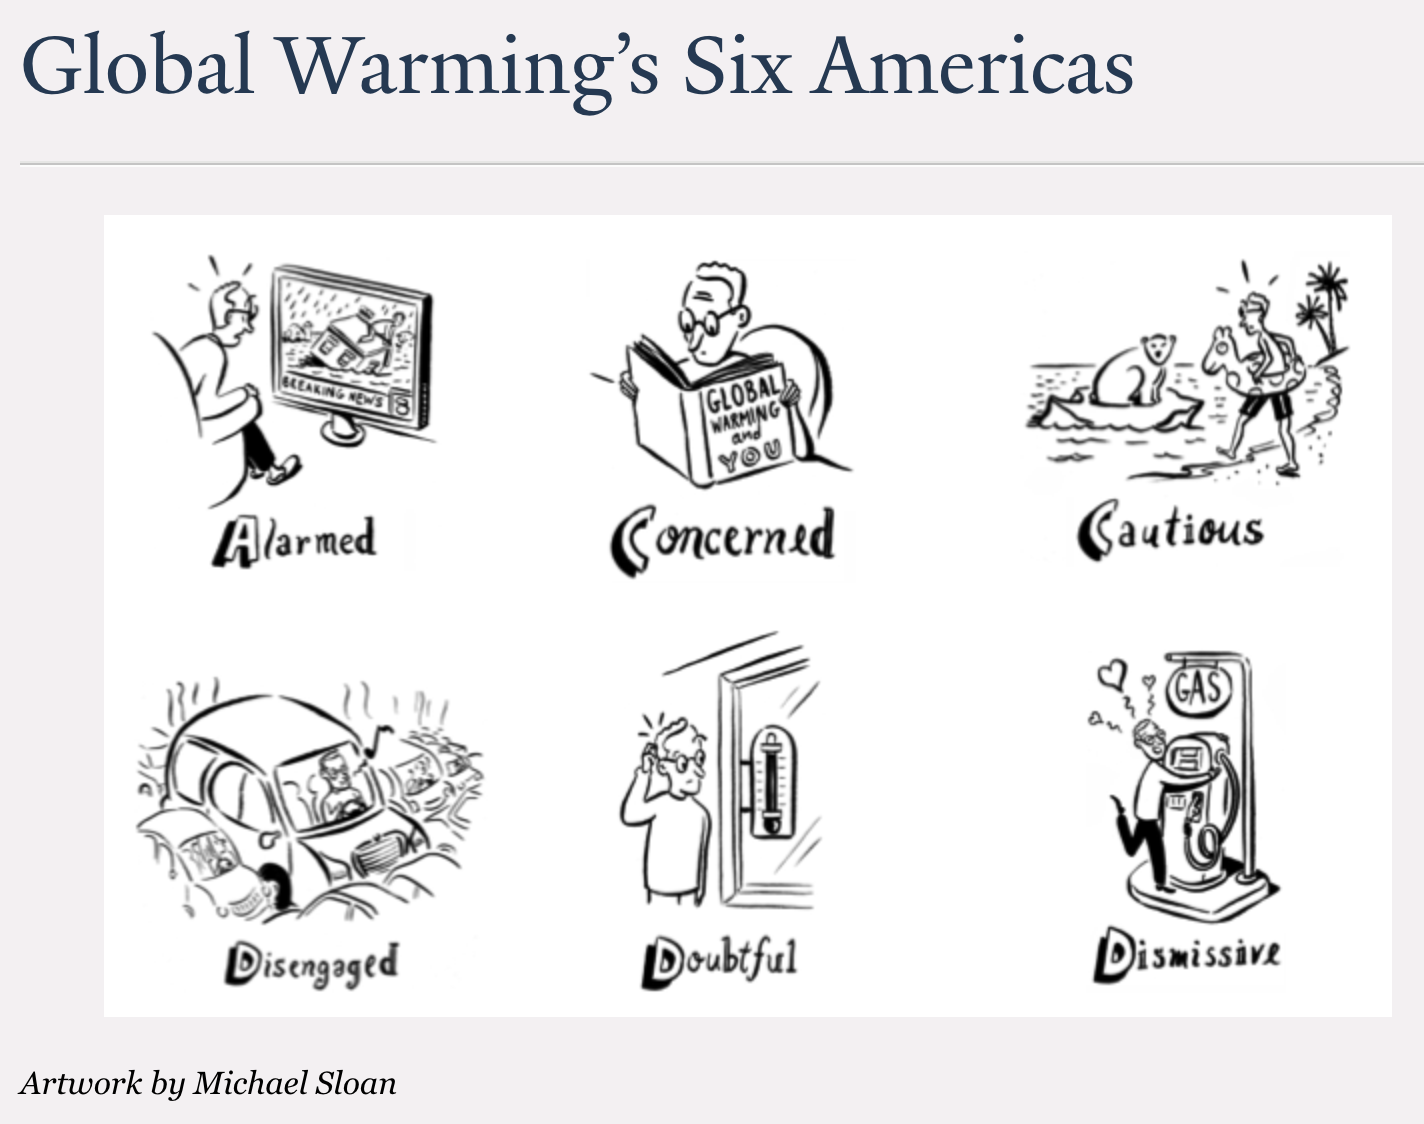 Global Warming’s Six Americas
BREAKING NEWS 8
GLOBAL
WARMING
and
YOU
Alarmed
Concerned
Cautious
GAS
Disengaged
Doubtful
Dismissive
Artwork by Michael Sloan